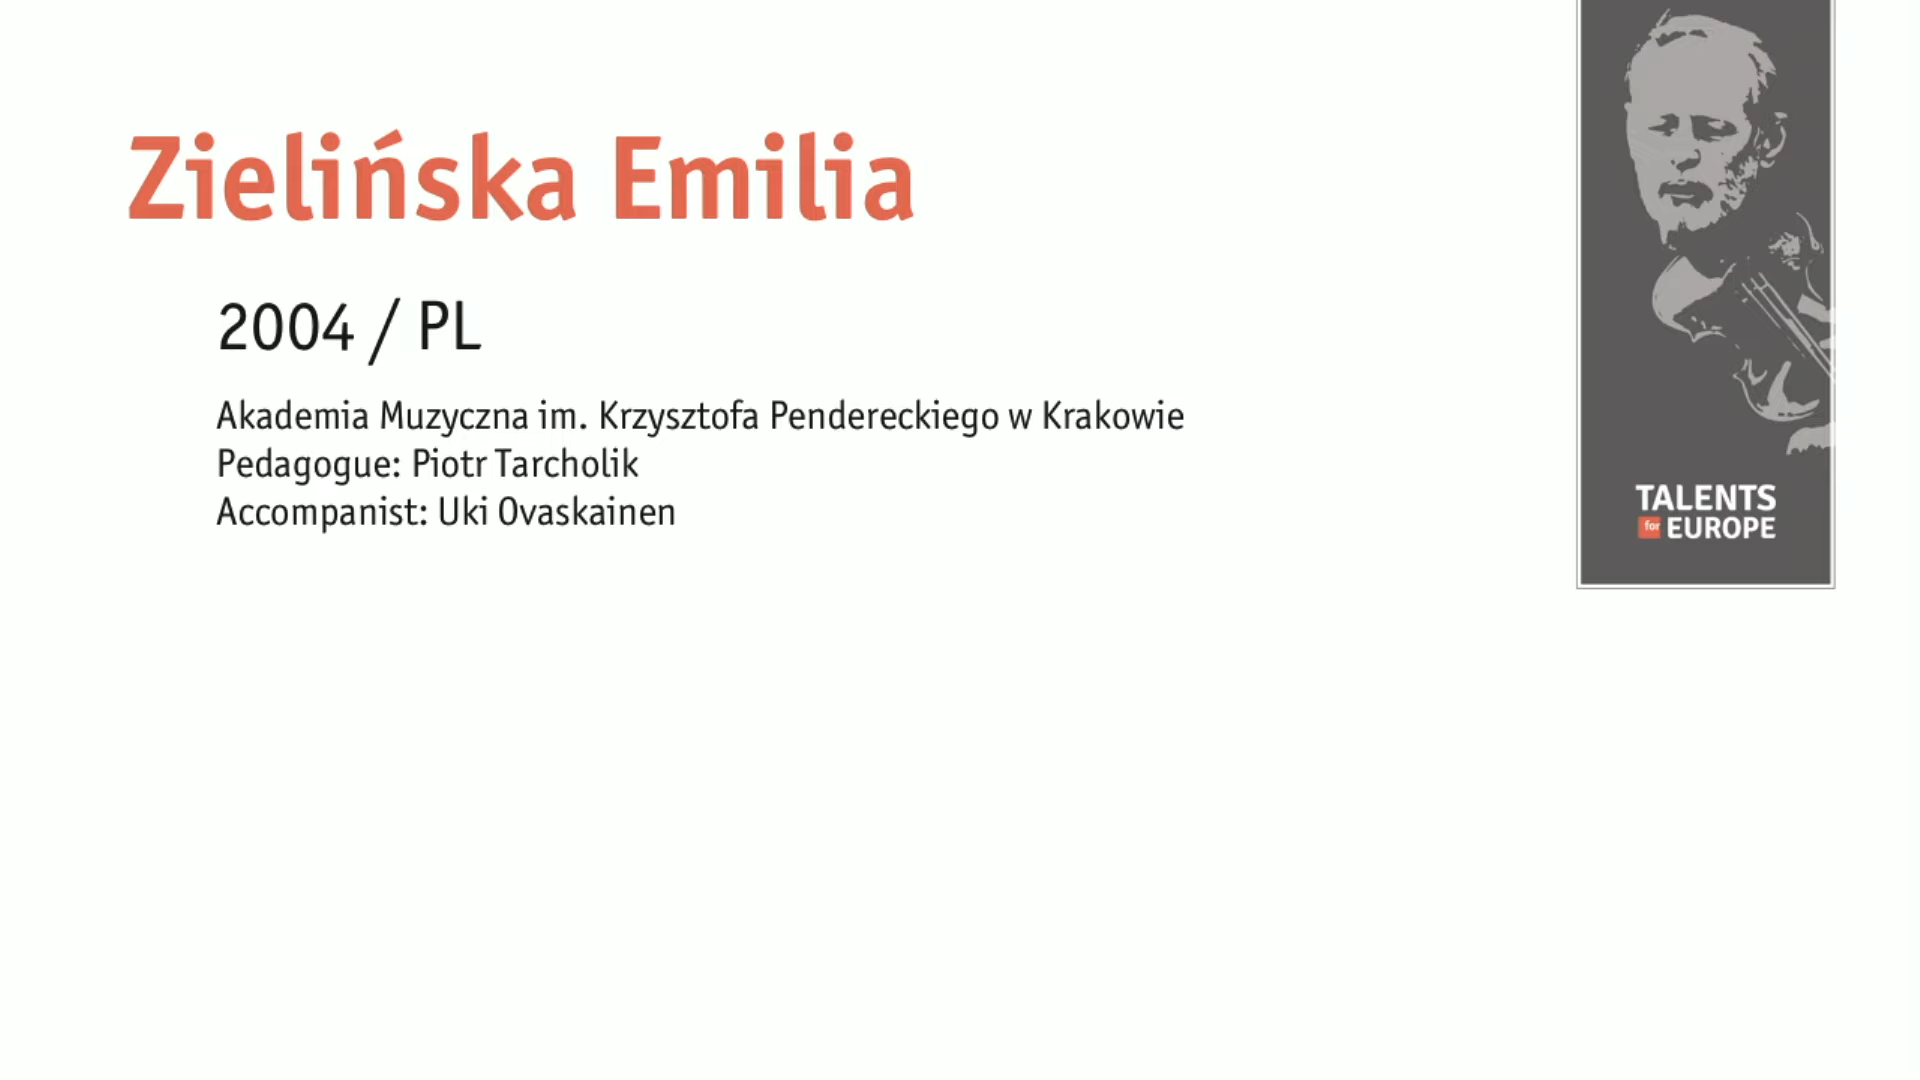 Zielińska Emilia
2004 / PL
Akademia Muzyczna im. Krzysztofa Pendereckiego w Krakowie
Pedagogue: Piotr Tarcholik
Accompanist: Uki Ovaskainen
TALENTS
for EUROPE